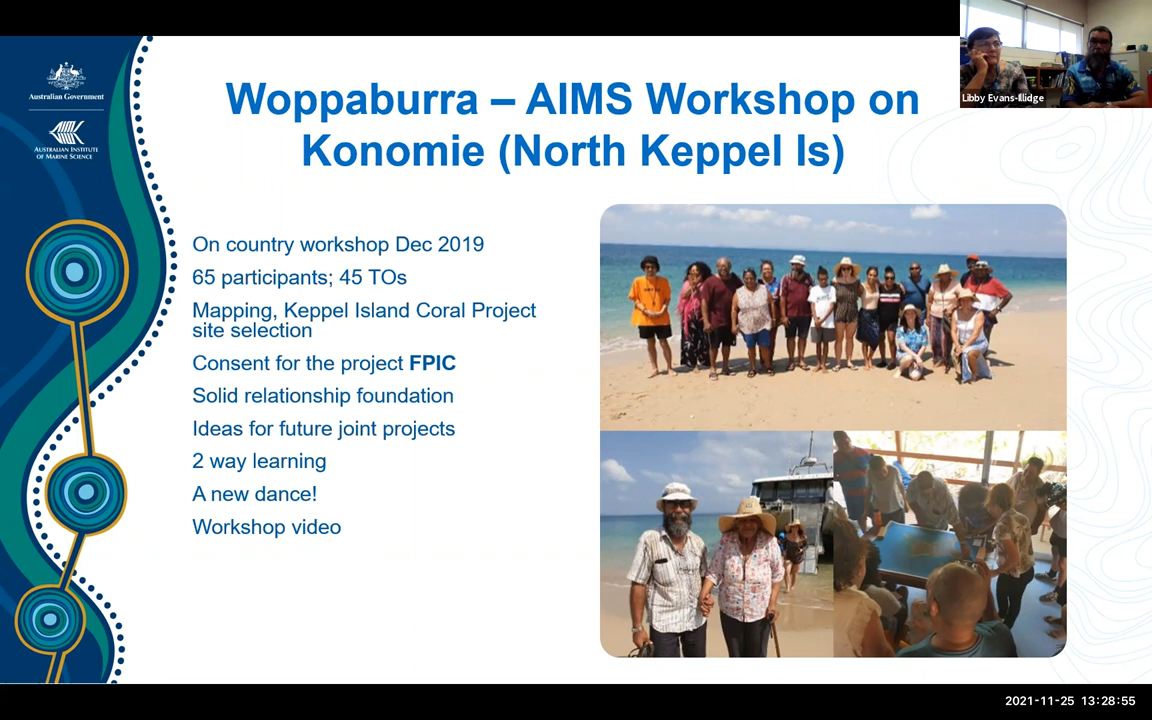 Australian Government
AUSTRALIAN INSTITUTE
OF MARINE SCIENCE
Woppaburra – AIMS Workshop on
Konomie (North Keppel Is)
Libby Evans-Illidge
On country workshop Dec 2019
65 participants; 45 TOs
Mapping, Keppel Island Coral Project
site selection
Consent for the project FPIC
Solid relationship foundation
Ideas for future joint projects
2 way learning
A new dance!
Workshop video
2021-11-25 13:28:55